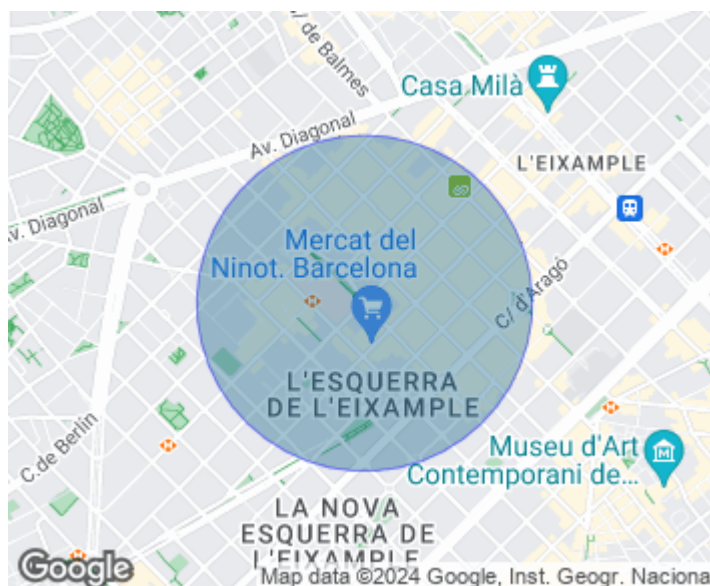 C/ de Balmes
Casa Milà
Av. Diagonal
L'EIXAMPLE
Av. Diagonal
Mercat del
Ninot. Barcelona
C/ d'Aragó
L'ESQUERRA
DE L'EIXAMPLE
C. de Berlín
Museu d'Art
Contemporani de...
LA NOVA
ESQUERRA DE
L'EIXAMPLE
Google
Map data ©2024 Google, Inst. Geogr. Naciona